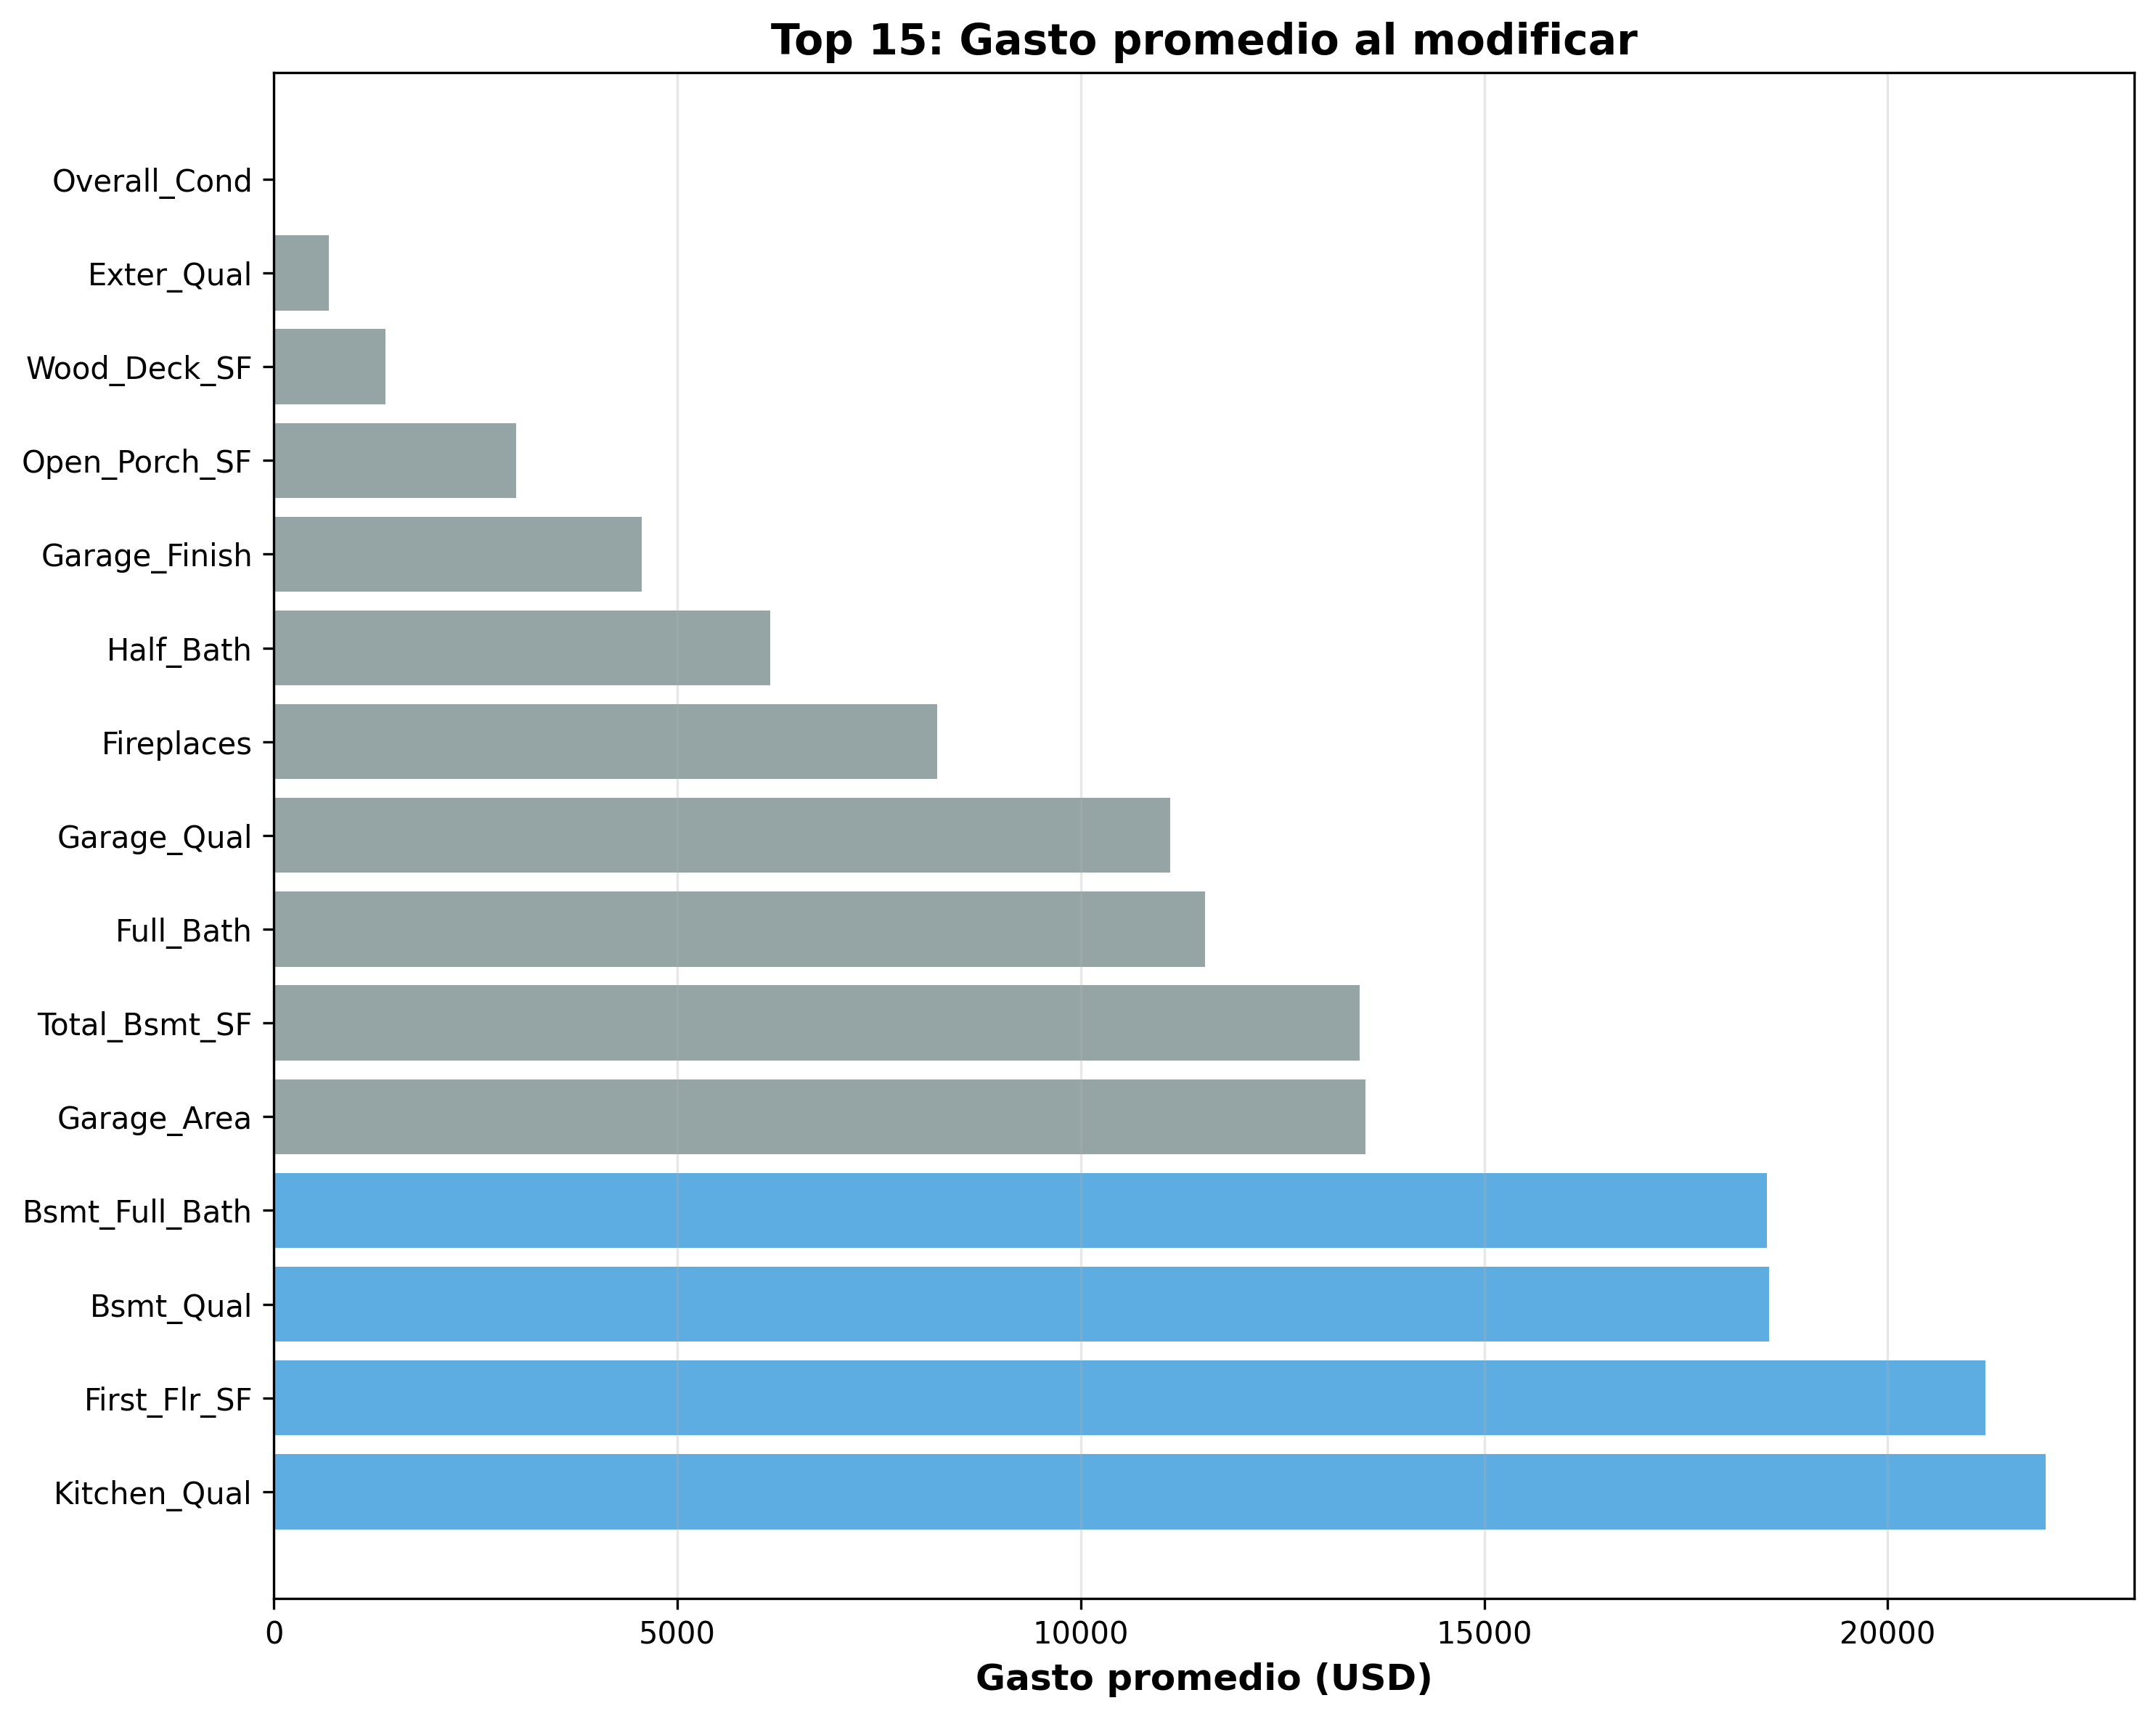 Top 15: Gasto promedio al modificar
Overall_Cond
Exter_Qual
Wood_Deck_SF
Open_Porch_SF
Garage_Finish
Half_Bath
Fireplaces
Garage_Qual
Full_Bath
Total_Bsmt_SF
Garage_Area
Bsmt_Full_Bath
Bsmt_Qual
First_Flr_SF
Kitchen_Qual
0 5000 10000 15000 20000
Gasto promedio (USD)